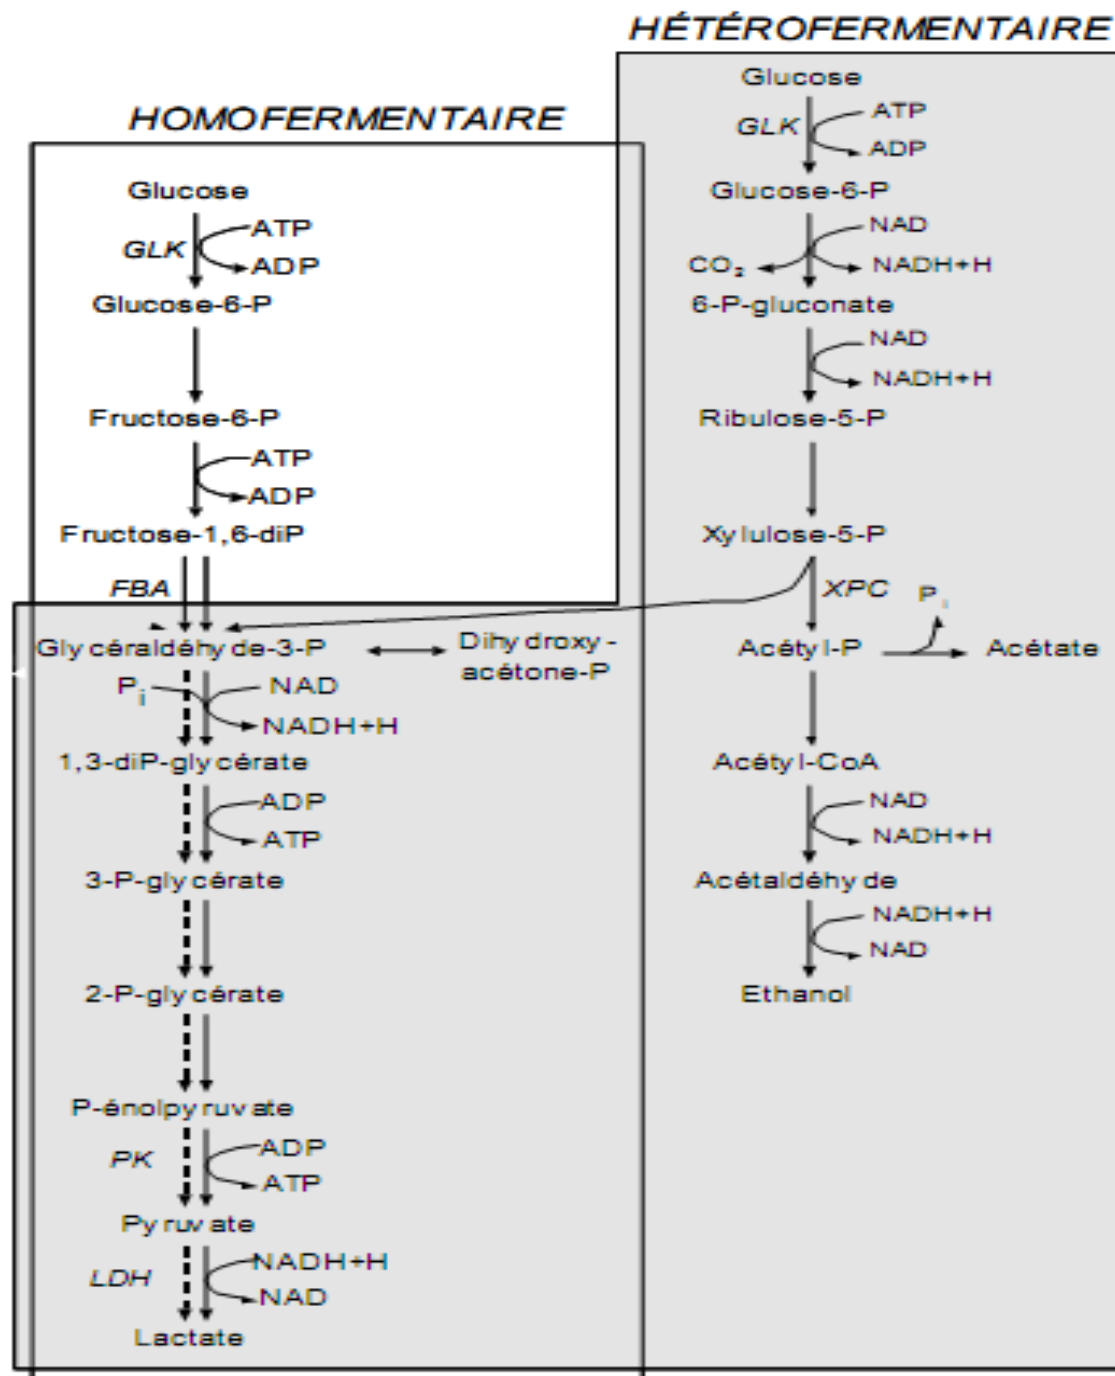 HÉTÉROFERMENTAIRE
HOMOFERMENTAIRE
Glucose
GLK
ATP
ADP
Glucose-6-P
Fructose-6-P
ATP
ADP
Fructose-1,6-diP
FBA
Glycéraldéhyde-3-P
Dihydroxy-
acétone-P
Pi
NAD
NADH+H
1,3-diP-glycérate
ADP
ATP
3-P-glycérate
2-P-glycérate
P-énolpyruvate
PK
ADP
ATP
Pyruvate
LDH
NADH+H
NAD
Lactate
Glucose
GLK
ATP
ADP
Glucose-6-P
NAD
CO2
NADH+H
6-P-gluconate
NAD
NADH+H
Ribulose-5-P
Xylulose-5-P
XPC
Pi
Acétyl-P
Acétate
Acétyl-CoA
NAD
NADH+H
Acétaldéhyde
NADH+H
NAD
Ethanol